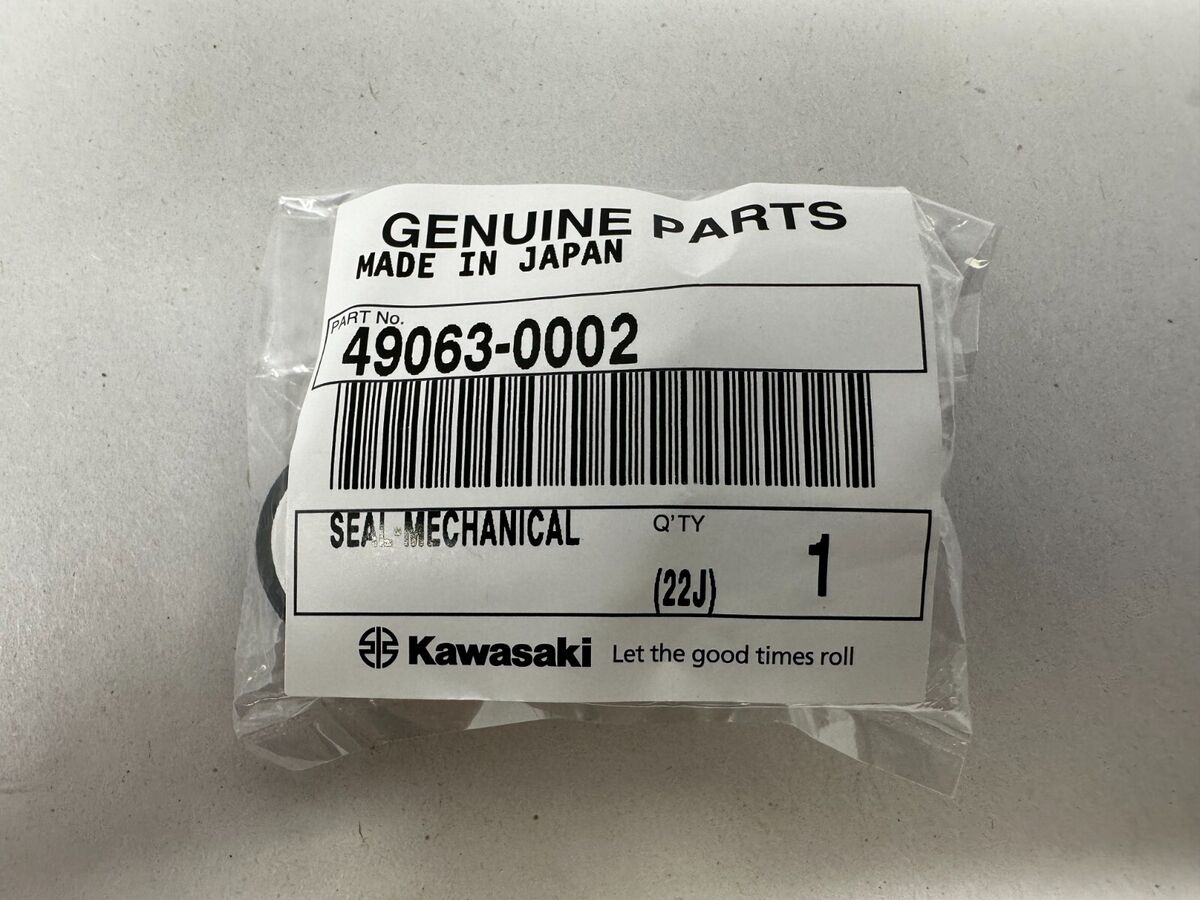 GENUINE PARTS
MADE IN JAPAN
PART No.
49063-0002
SEAL-MECHANICAL
Q'TY
(22J)
1
Kawasaki Let the good times roll